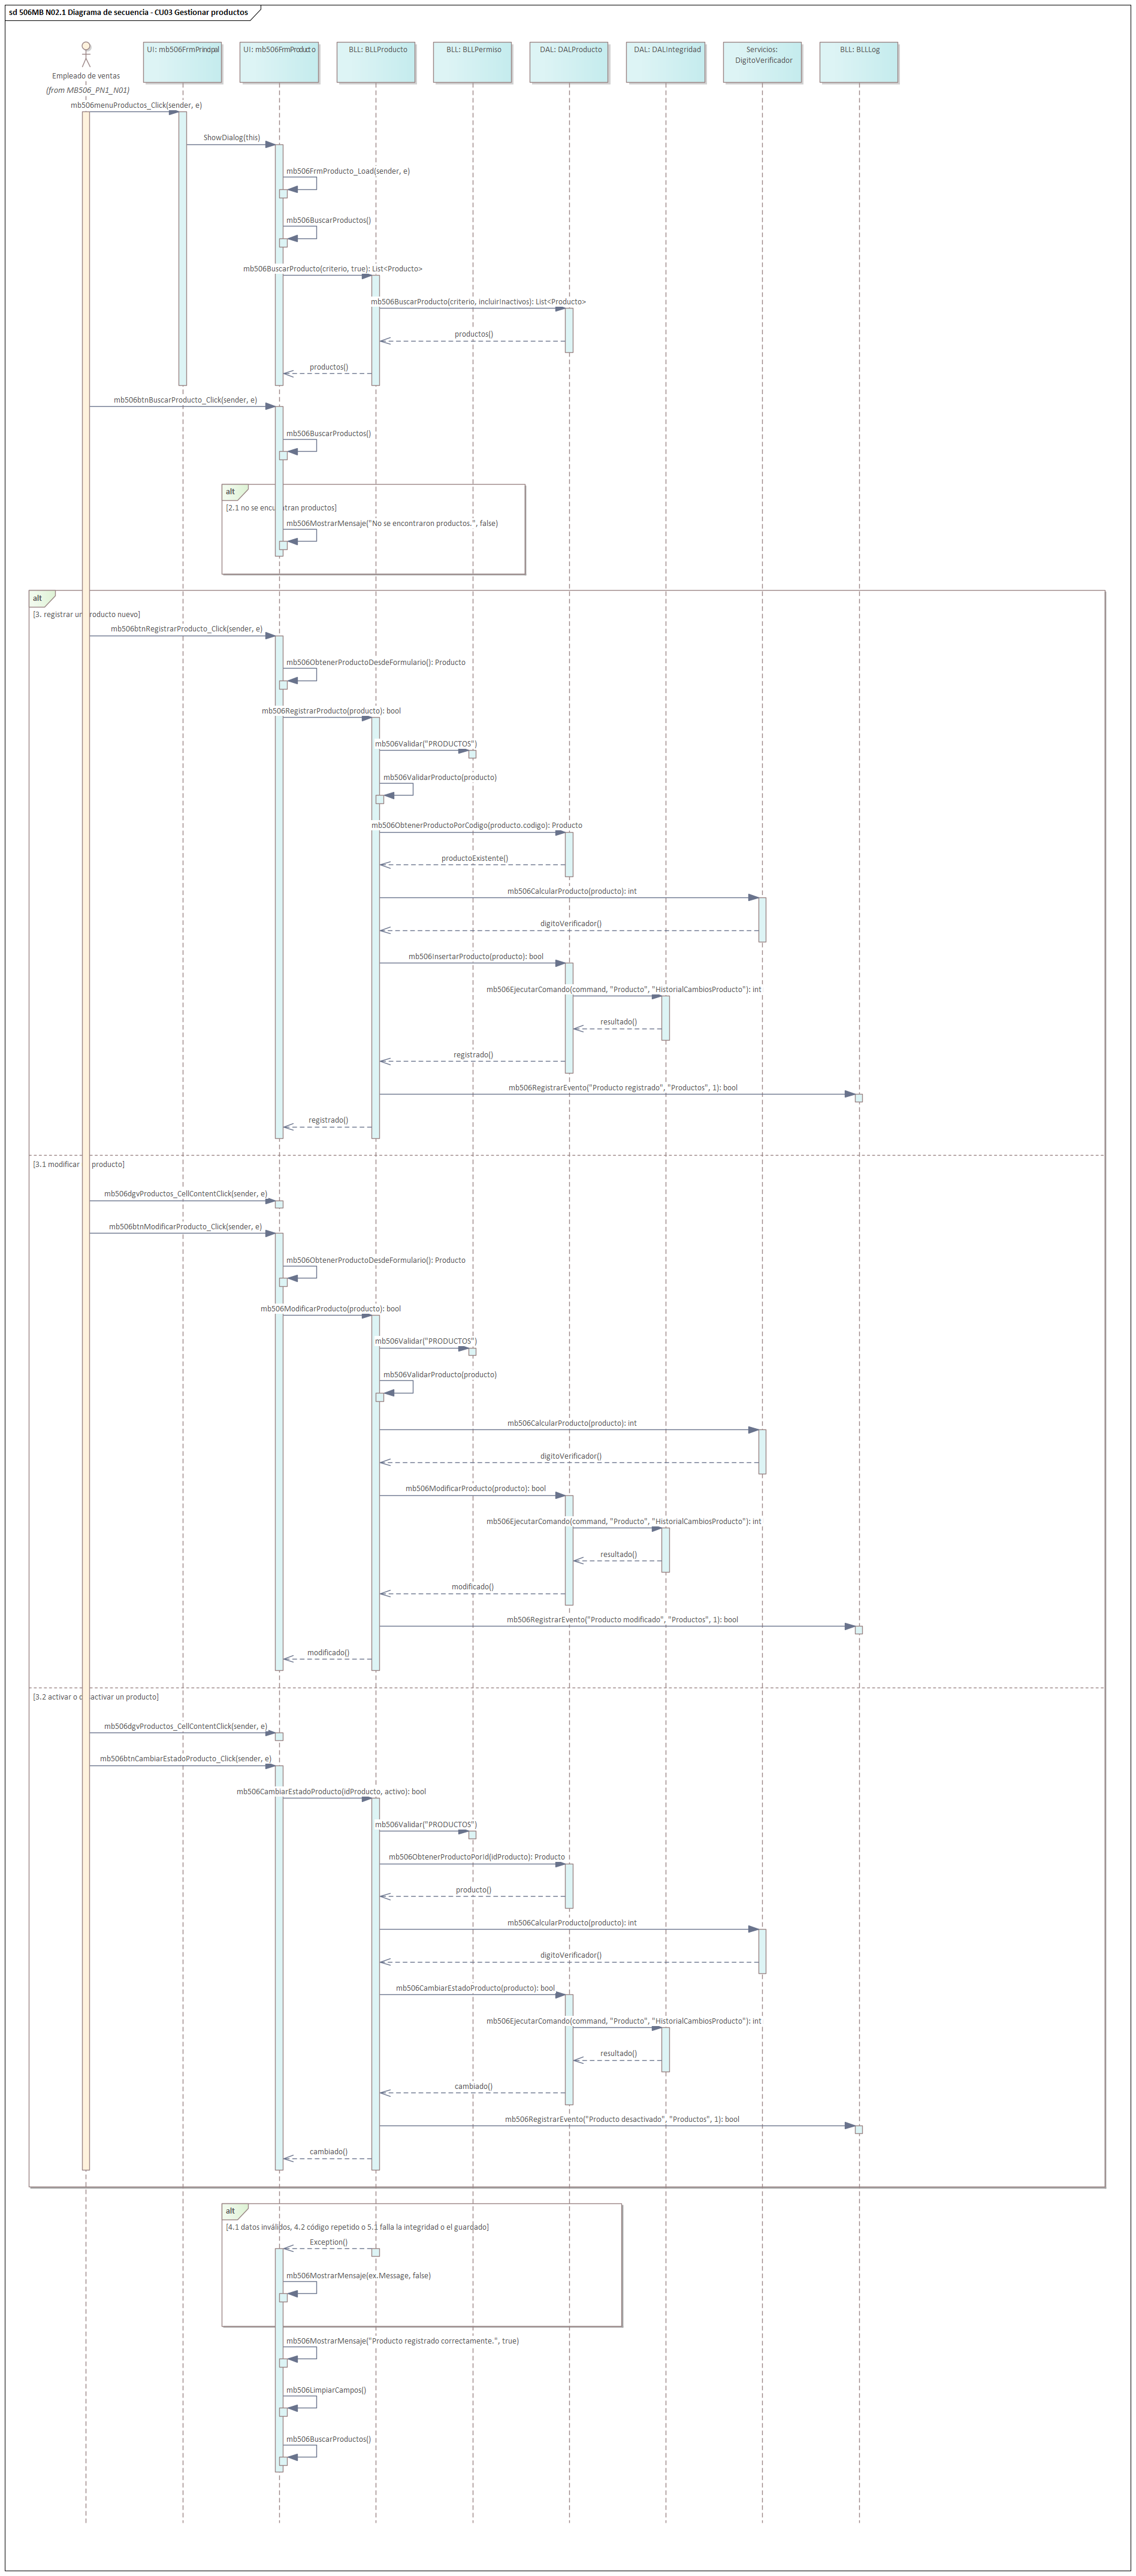 sd 506MB N02.1 Diagrama de secuencia - CU03 Gestionar productos
Empleado de ventas
(from MB506_PN1_N01)
UI: mb506FrmPrincipal
UI: mb506FrmProducto
BLL: BLLProducto
BLL: BLLPermiso
DAL: DALProducto
DAL: DALIntegridad
Servicios:
DigitoVerificador
BLL: BLLLog
mb506menuProductos_Click(sender, e)
ShowDialog(this)
mb506FrmProducto_Load(sender, e)
mb506BuscarProductos()
mb506BuscarProducto(criterio, true): List<Producto>
mb506BuscarProducto(criterio, incluirInactivos): List<Producto>
productos()
productos()
mb506btnBuscarProducto_Click(sender, e)
mb506BuscarProductos()
alt
[2.1 no se encuentran productos]
mb506MostrarMensaje("No se encontraron productos.", false)
alt
[3. registrar un producto nuevo]
mb506btnRegistrarProducto_Click(sender, e)
mb506ObtenerProductoDesdeFormulario(): Producto
mb506RegistrarProducto(producto): bool
mb506Validar("PRODUCTOS")
mb506ValidarProducto(producto)
mb506ObtenerProductoPorCodigo(producto.codigo): Producto
productoExistente()
mb506CalcularProducto(producto): int
digitoVerificador()
mb506InsertarProducto(producto): bool
mb506EjecutarComando(command, "Producto", "HistorialCambiosProducto"): int
resultado()
registrado()
mb506RegistrarEvento("Producto registrado", "Productos", 1): bool
registrado()
[3.1 modificar producto]
mb506dgvProductos_CellContentClick(sender, e)
mb506btnModificarProducto_Click(sender, e)
mb506ObtenerProductoDesdeFormulario(): Producto
mb506ModificarProducto(producto): bool
mb506Validar("PRODUCTOS")
mb506ValidarProducto(producto)
mb506CalcularProducto(producto): int
digitoVerificador()
mb506ModificarProducto(producto): bool
mb506EjecutarComando(command, "Producto", "HistorialCambiosProducto"): int
resultado()
modificado()
mb506RegistrarEvento("Producto modificado", "Productos", 1): bool
modificado()
[3.2 activar o desactivar un producto]
mb506dgvProductos_CellContentClick(sender, e)
mb506btnCambiarEstadoProducto_Click(sender, e)
mb506CambiarEstadoProducto(idProducto, activo): bool
mb506Validar("PRODUCTOS")
mb506ObtenerProductoPorId(idProducto): Producto
producto()
mb506CalcularProducto(producto): int
digitoVerificador()
mb506CambiarEstadoProducto(producto): bool
mb506EjecutarComando(command, "Producto", "HistorialCambiosProducto"): int
resultado()
cambiado()
mb506RegistrarEvento("Producto desactivado", "Productos", 1): bool
cambiado()
alt
[4.1 datos inválidos, 4.2 código repetido o 5.1 falla la integridad o el guardado]
Exception()
mb506MostrarMensaje(ex.Message, false)
mb506MostrarMensaje("Producto registrado correctamente.", true)
mb506LimpiarCampos()
mb506BuscarProductos()